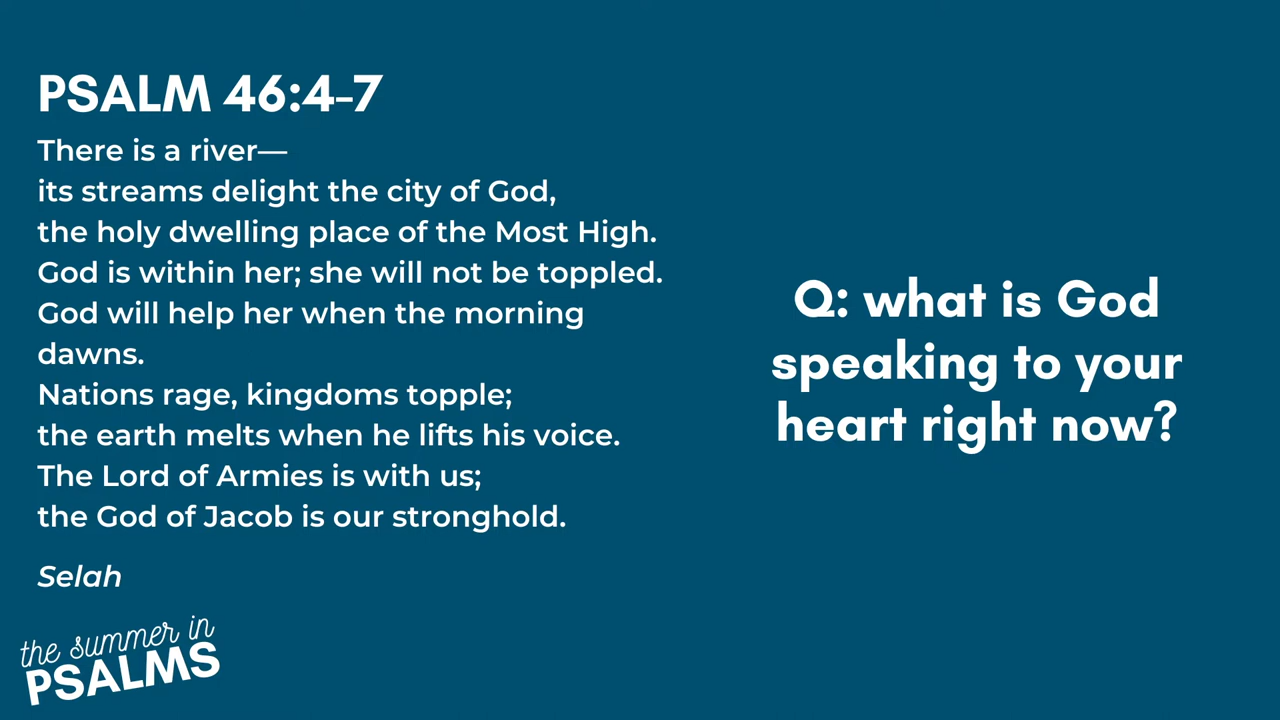 PSALM 46:4-7
There is a river—
its streams delight the city of God,
the holy dwelling place of the Most High.
God is within her; she will not be toppled.
God will help her when the morning
dawns.
Nations rage, kingdoms topple;
the earth melts when he lifts his voice.
The Lord of Armies is with us;
the God of Jacob is our stronghold.
Selah
the summer in
PSALMS
Q: what is God
speaking to your
heart right now?